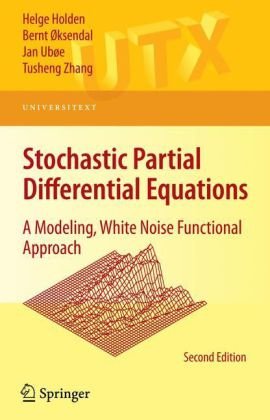 Helge Holden
Bernt Øksendal
Jan Ubøe
Tusheng Zhang
UTX
UNIVERSITEXT
Stochastic Partial
Differential Equations
A Modeling, White Noise Functional
Approach
Second Edition
Springer